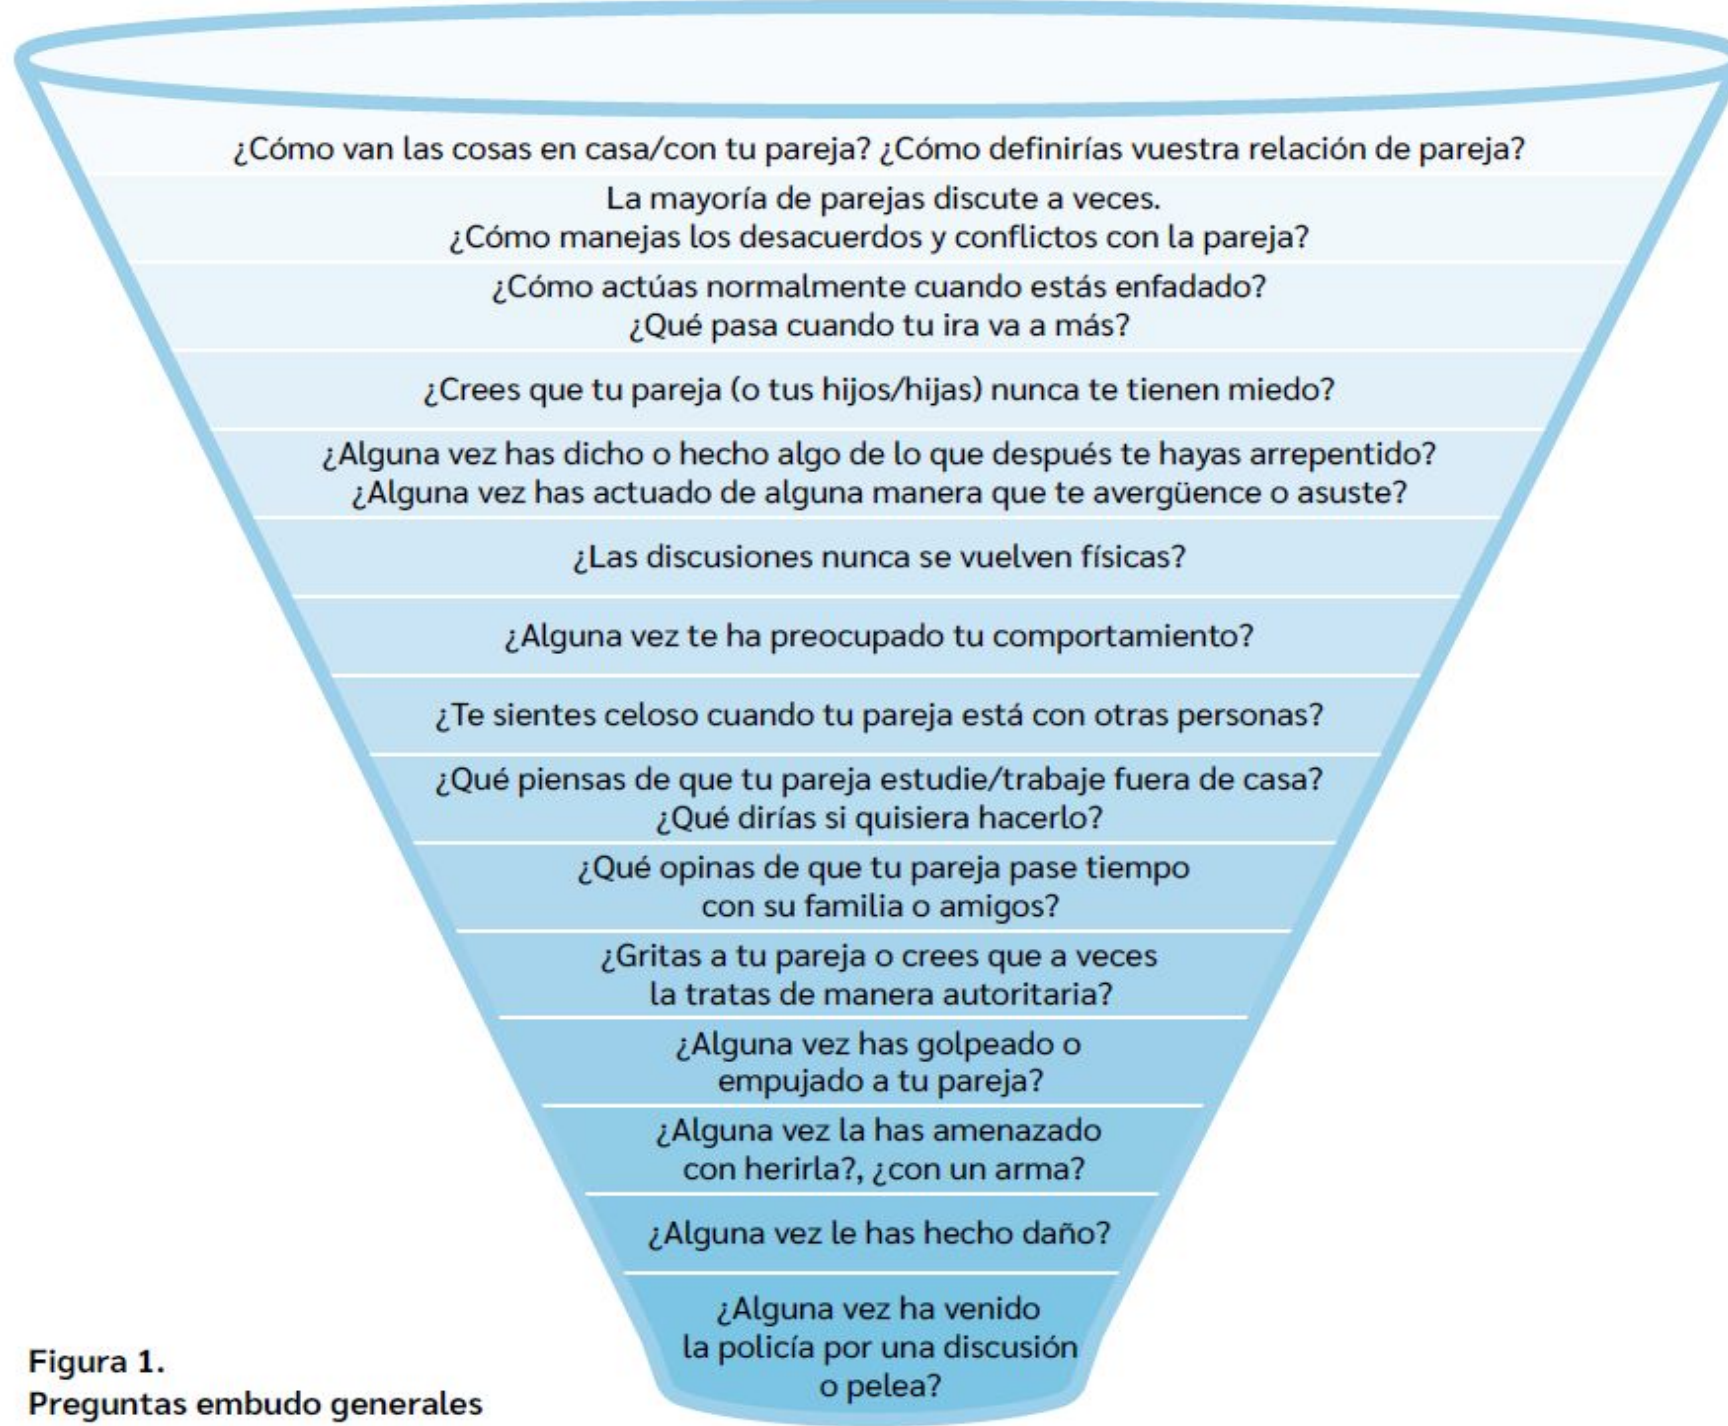 ¿Cómo van las cosas en casa/con tu pareja? ¿Cómo definirías vuestra relación de pareja?
La mayoría de parejas discute a veces.
¿Cómo manejas los desacuerdos y conflictos con la pareja?
¿Cómo actúas normalmente cuando estás enfadado?
¿Qué pasa cuando tu ira va a más?
¿Crees que tu pareja (o tus hijos/hijas) nunca te tienen miedo?
¿Alguna vez has dicho o hecho algo de lo que después te hayas arrepentido?
¿Alguna vez has actuado de alguna manera que te avergüence o asuste?
¿Las discusiones nunca se vuelven físicas?
¿Alguna vez te ha preocupado tu comportamiento?
¿Te sientes celoso cuando tu pareja está con otras personas?
¿Qué piensas de que tu pareja estudie/trabaje fuera de casa?
¿Qué dirías si quisiera hacerlo?
¿Qué opinas de que tu pareja pase tiempo
con su familia o amigos?
¿Gritas a tu pareja o crees que a veces
la tratas de manera autoritaria?
¿Alguna vez has golpeado o
empujado a tu pareja?
¿Alguna vez la has amenazado
con herirla?, ¿con un arma?
¿Alguna vez le has hecho daño?
¿Alguna vez ha venido
la policía por una discusión
o pelea?
Figura 1.
Preguntas embudo generales